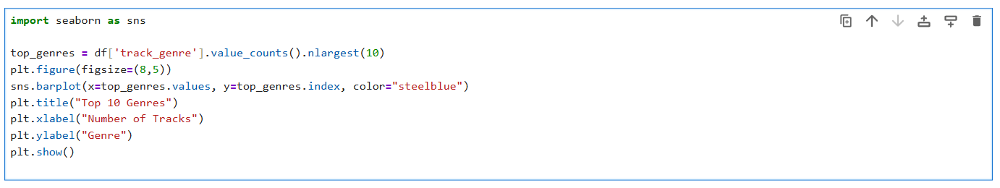 import seaborn as sns
top_genres = df['track_genre'].value_counts().nlargest(10)
plt.figure(figsize=(8,5))
sns.barplot(x=top_genres.values, y=top_genres.index, color="steelblue")
plt.title("Top 10 Genres")
plt.xlabel("Number of Tracks")
plt.ylabel("Genre")
plt.show()